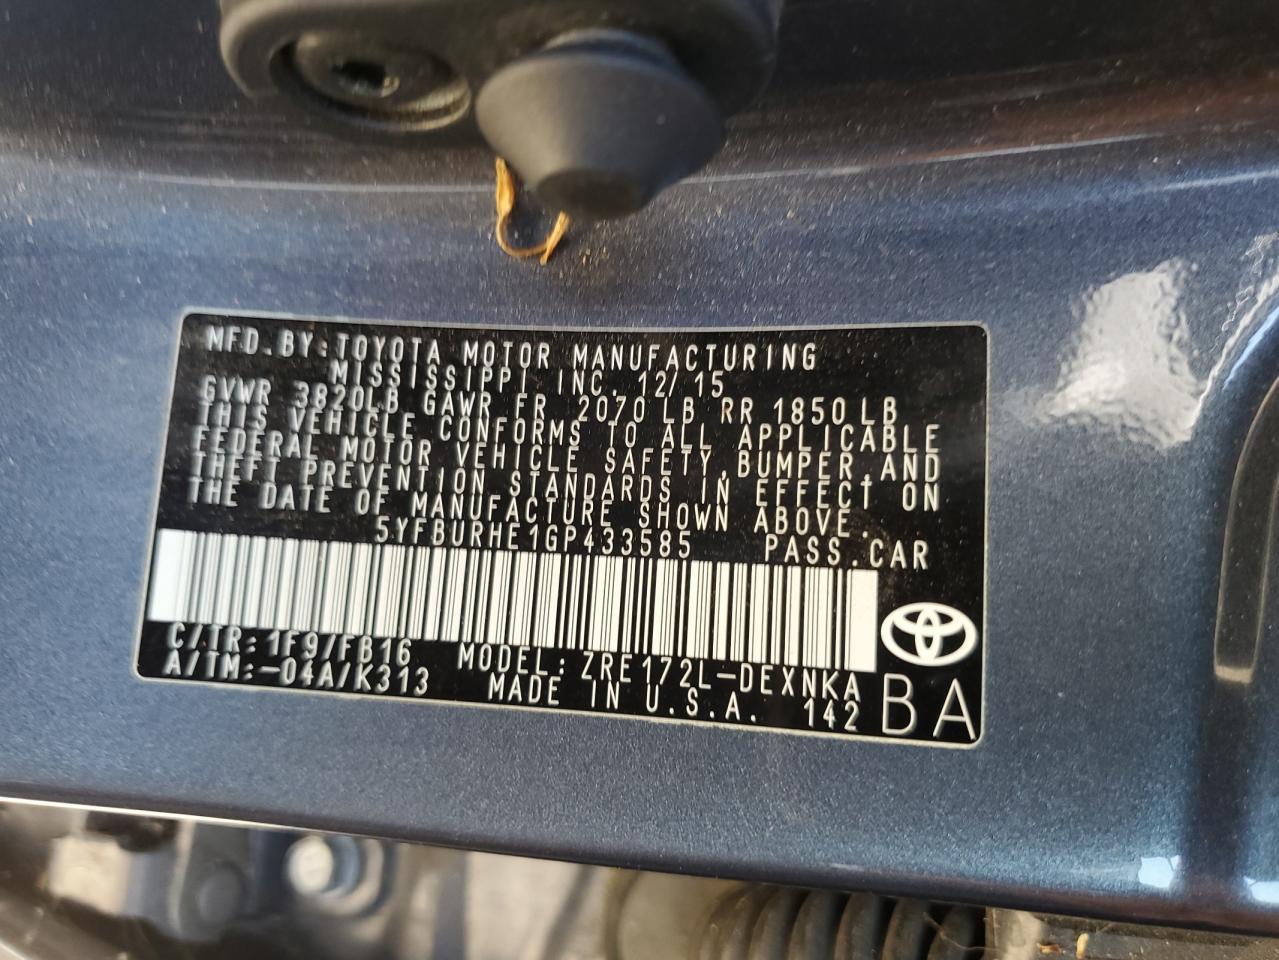 MFD.BY:TOYOTA MOTOR MANUFACTURING
MISSISSIPPI INC. 12/15
GVWR 3820LB GAWR FR 2070LB RR 1850LB
THIS VEHICLE CONFORMS TO ALL APPLICABLE
FEDERAL MOTOR VEHICLE SAFETY,BUMPER,AND
THEFT PREVENTION STANDARDS IN EFFECT ON
THE DATE OF MANUFACTURE SHOWN ABOVE.
5YFBURHE1GP433585 PASS.CAR
C/TR:1F9/FB16 MODEL:ZRE172L-DEXNKA
A/TM:-04A/K313 MADE IN U.S.A. 142 BA